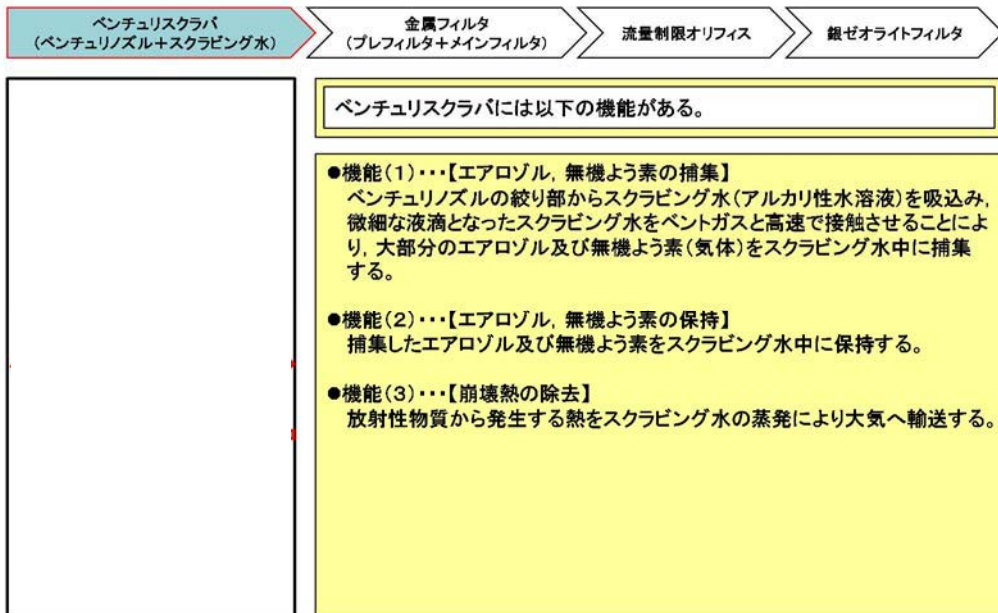 ベンチュリスクラバ
(ベンチュリノズル+スクラビング水)
金属フィルタ
(プレフィルタ+メインフィルタ)
流量制限オリフィス
銀ゼオライトフィルタ
ベンチュリスクラバには以下の機能がある。
●機能(1)・・・【エアロゾル, 無機よう素の捕集】
ベンチュリノズルの絞り部からスクラビング水(アルカリ性水溶液)を吸込み,
微細な液滴となったスクラビング水をベントガスと高速で接触させることによ
り, 大部分のエアロゾル及び無機よう素(気体)をスクラビング水中に捕集
する。
●機能(2)・・・【エアロゾル, 無機よう素の保持】
捕集したエアロゾル及び無機よう素をスクラビング水中に保持する。
●機能(3)・・・【崩壊熱の除去】
放射性物質から発生する熱をスクラビング水の蒸発により大気へ輸送する。